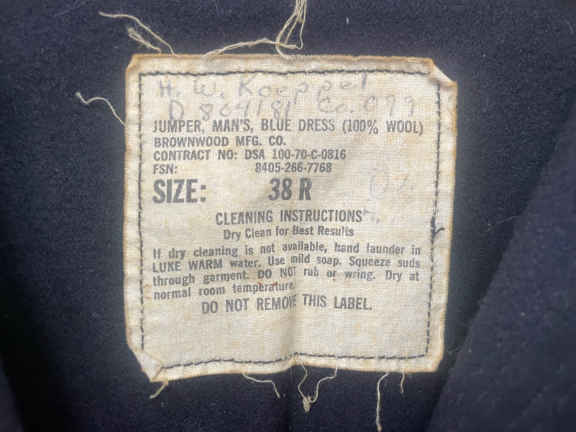 H. W. Koeppel
D 864181 Co. 099
JUMPER, MAN'S, BLUE DRESS (100% WOOL)
BROWNWOOD MFG. CO.
CONTRACT NO: DSA 100-70-C-0816
FSN: 8405-266-7768
SIZE: 38 R
CLEANING INSTRUCTIONS
Dry Clean for Best Results
If dry cleaning is not available, hand launder in
LUKE WARM water. Use mild soap. Squeeze suds
through garment. DO NOT rub or wring. Dry at
normal room temperature.
DO NOT REMOVE THIS LABEL.